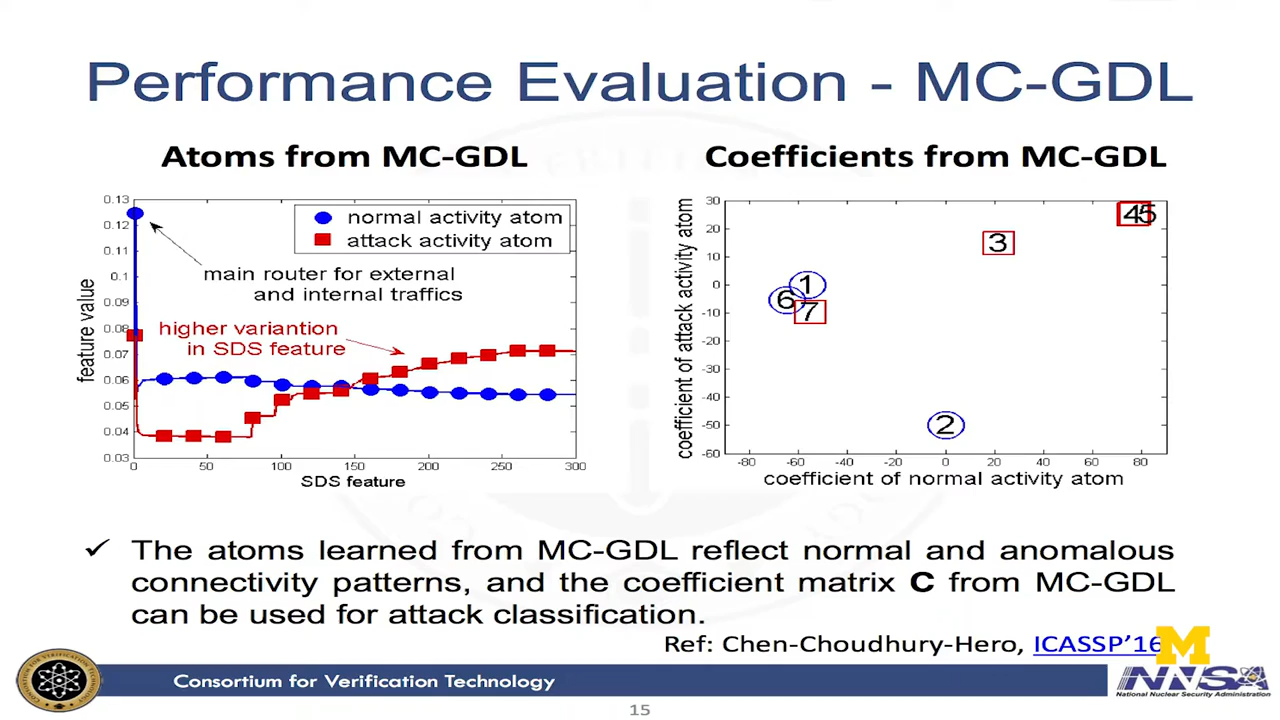 Performance Evaluation - MC-GDL
Atoms from MC-GDL
0.13
0.12
0.11
0.1
0.09
0.08
0.07
0.06
0.05
0.04
0.03
feature value
normal activity atom
attack activity atom
main router for external
and internal traffics
higher variantion
in SDS feature
0
50
100
150
200
250
300
SDS feature
Coefficients from MC-GDL
30
20
10
0
-10
-20
-30
-40
-50
-60
coefficient of attack activity atom
4
5
3
1
6
7
2
-80
-60
-40
-20
0
20
40
60
80
coefficient of normal activity atom
✓ The atoms learned from MC-GDL reflect normal and anomalous
connectivity patterns, and the coefficient matrix C from MC-GDL
can be used for attack classification.
Ref: Chen-Choudhury-Hero, ICASSP'16
M
Consortium for Verification Technology
NNSA
National Nuclear Security Administration
15